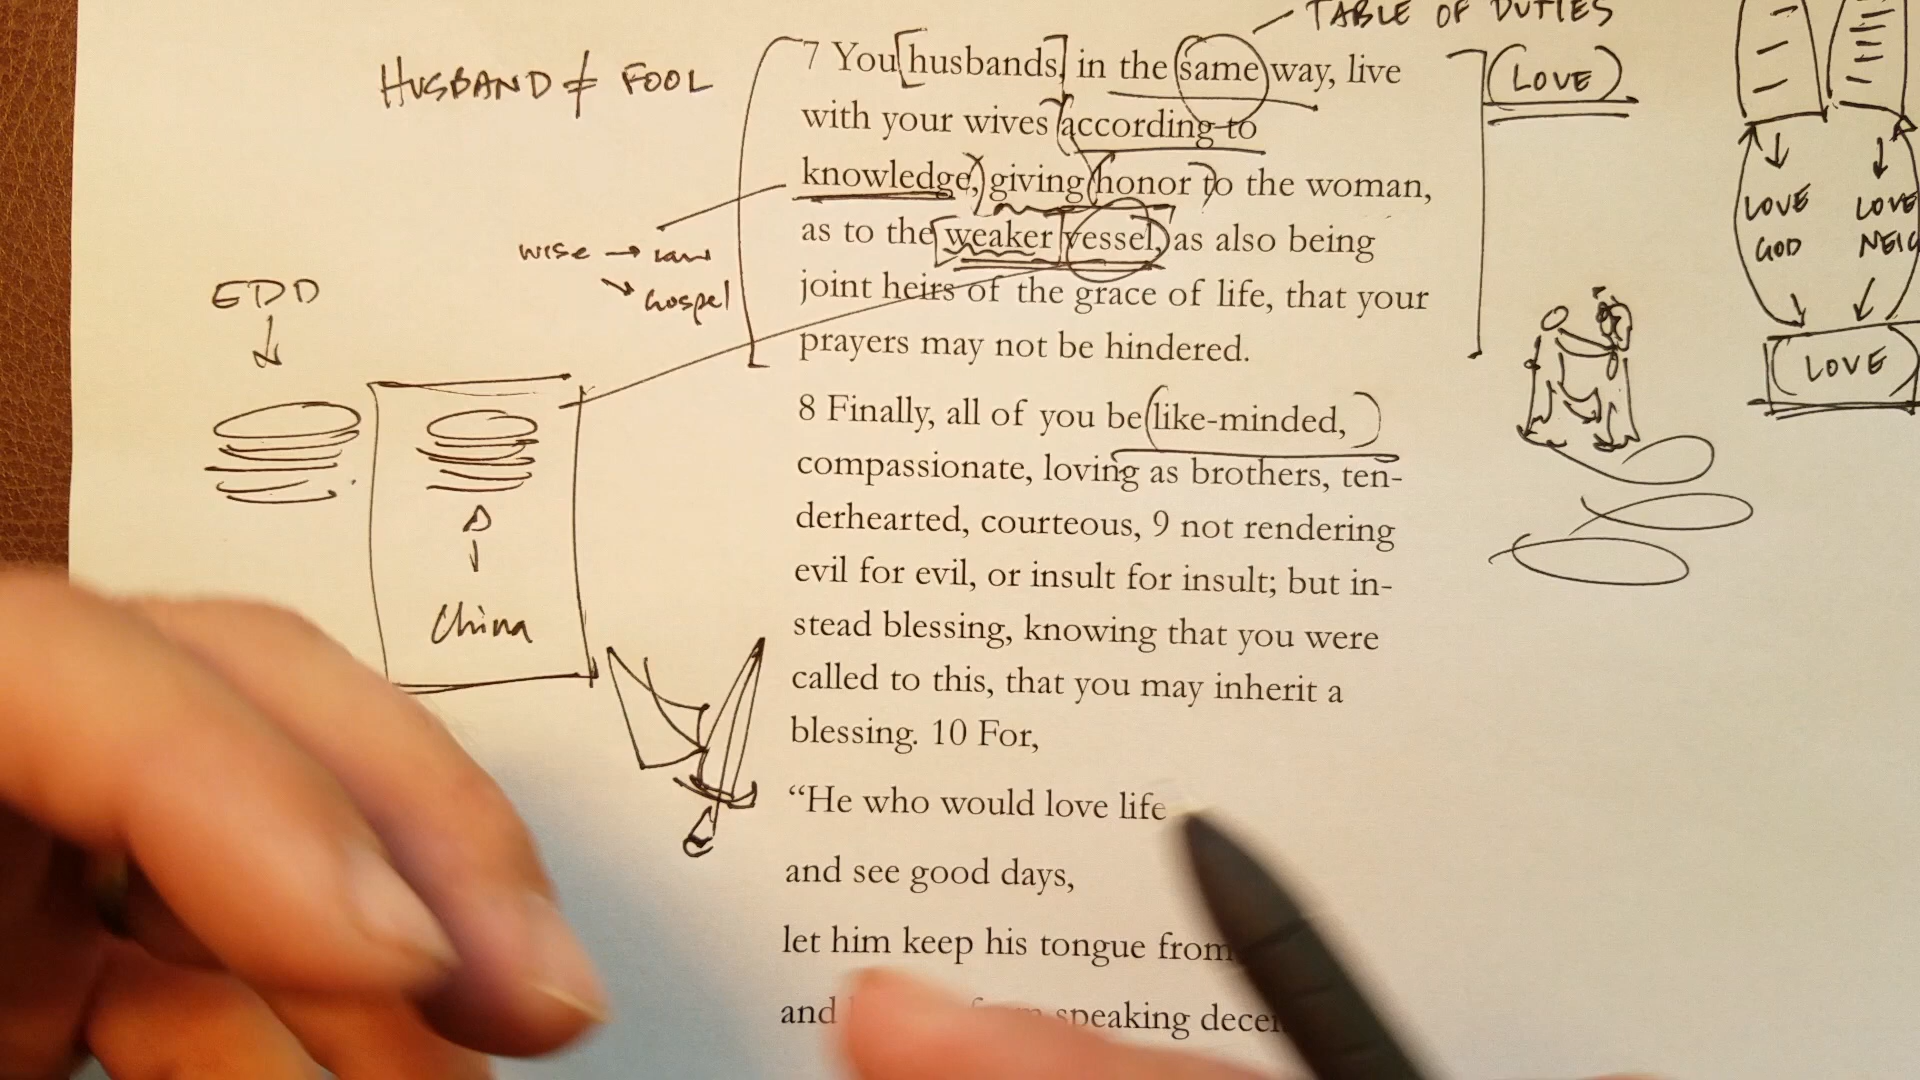 TABLE OF DUTIES
HUSBAND ≠ FOOL
7 You [husbands] in the same way, live
(LOVE)
with your wives according to
knowledge, giving honor to the woman,
as to the weaker vessel, as also being
joint heirs of the grace of life, that your
prayers may not be hindered.
wise → law
↘ Gospel
EDD
China
LOVE
GOD
LOVE
NEIG
LOVE
8 Finally, all of you be (like-minded,)
compassionate, loving as brothers, ten-
derhearted, courteous, 9 not rendering
evil for evil, or insult for insult; but in-
stead blessing, knowing that you were
called to this, that you may inherit a
blessing. 10 For,
“He who would love life
and see good days,
let him keep his tongue from
and speaking decei